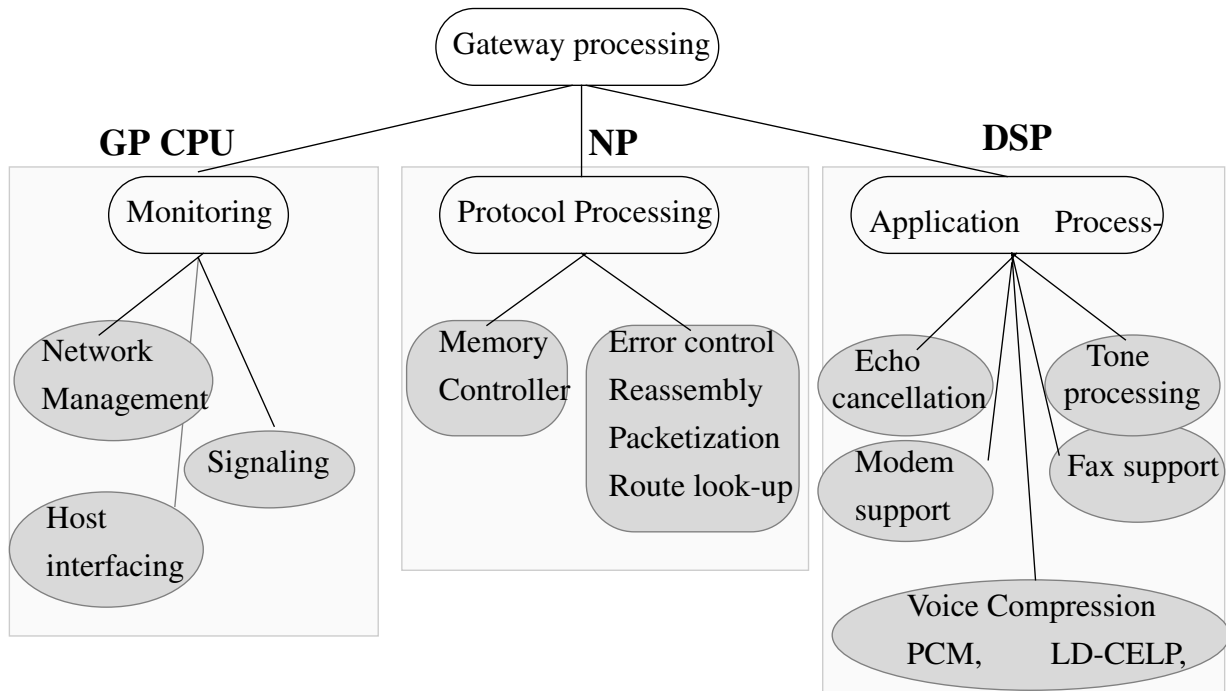 Gateway processing
GP CPU
NP
DSP
Monitoring
Protocol Processing
Application Process-
Network
Management
Signaling
Host
interfacing
Memory
Controller
Error control
Reassembly
Packetization
Route look-up
Echo
cancellation
Tone
processing
Modem
support
Fax support
Voice Compression
PCM, LD-CELP,